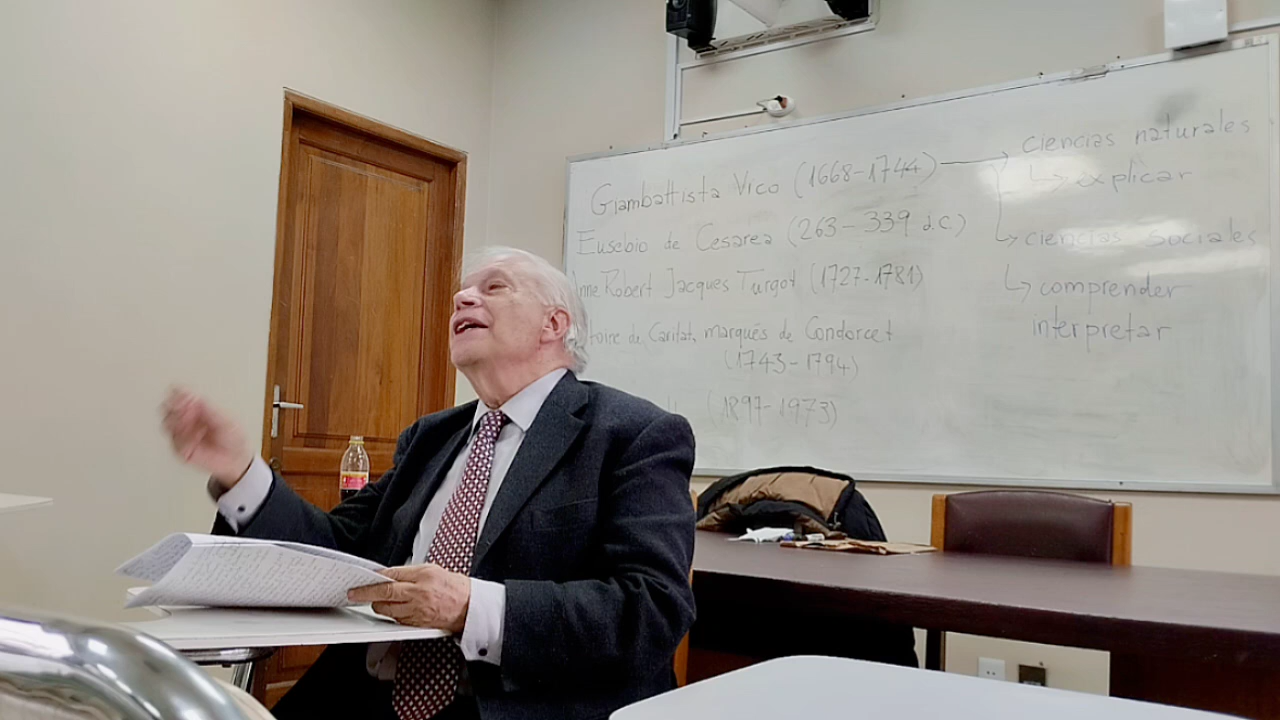 Giambattista Vico (1668-1744)
Eusebio de Cesarea (263-339 d.C.)
nne Robert Jacques Turgot (1727-1781)
toine de Caritat, marqués de Condorcet
(1743-1794)
(1897-1973)
ciencias naturales
explicar
ciencias sociales
comprender
interpretar